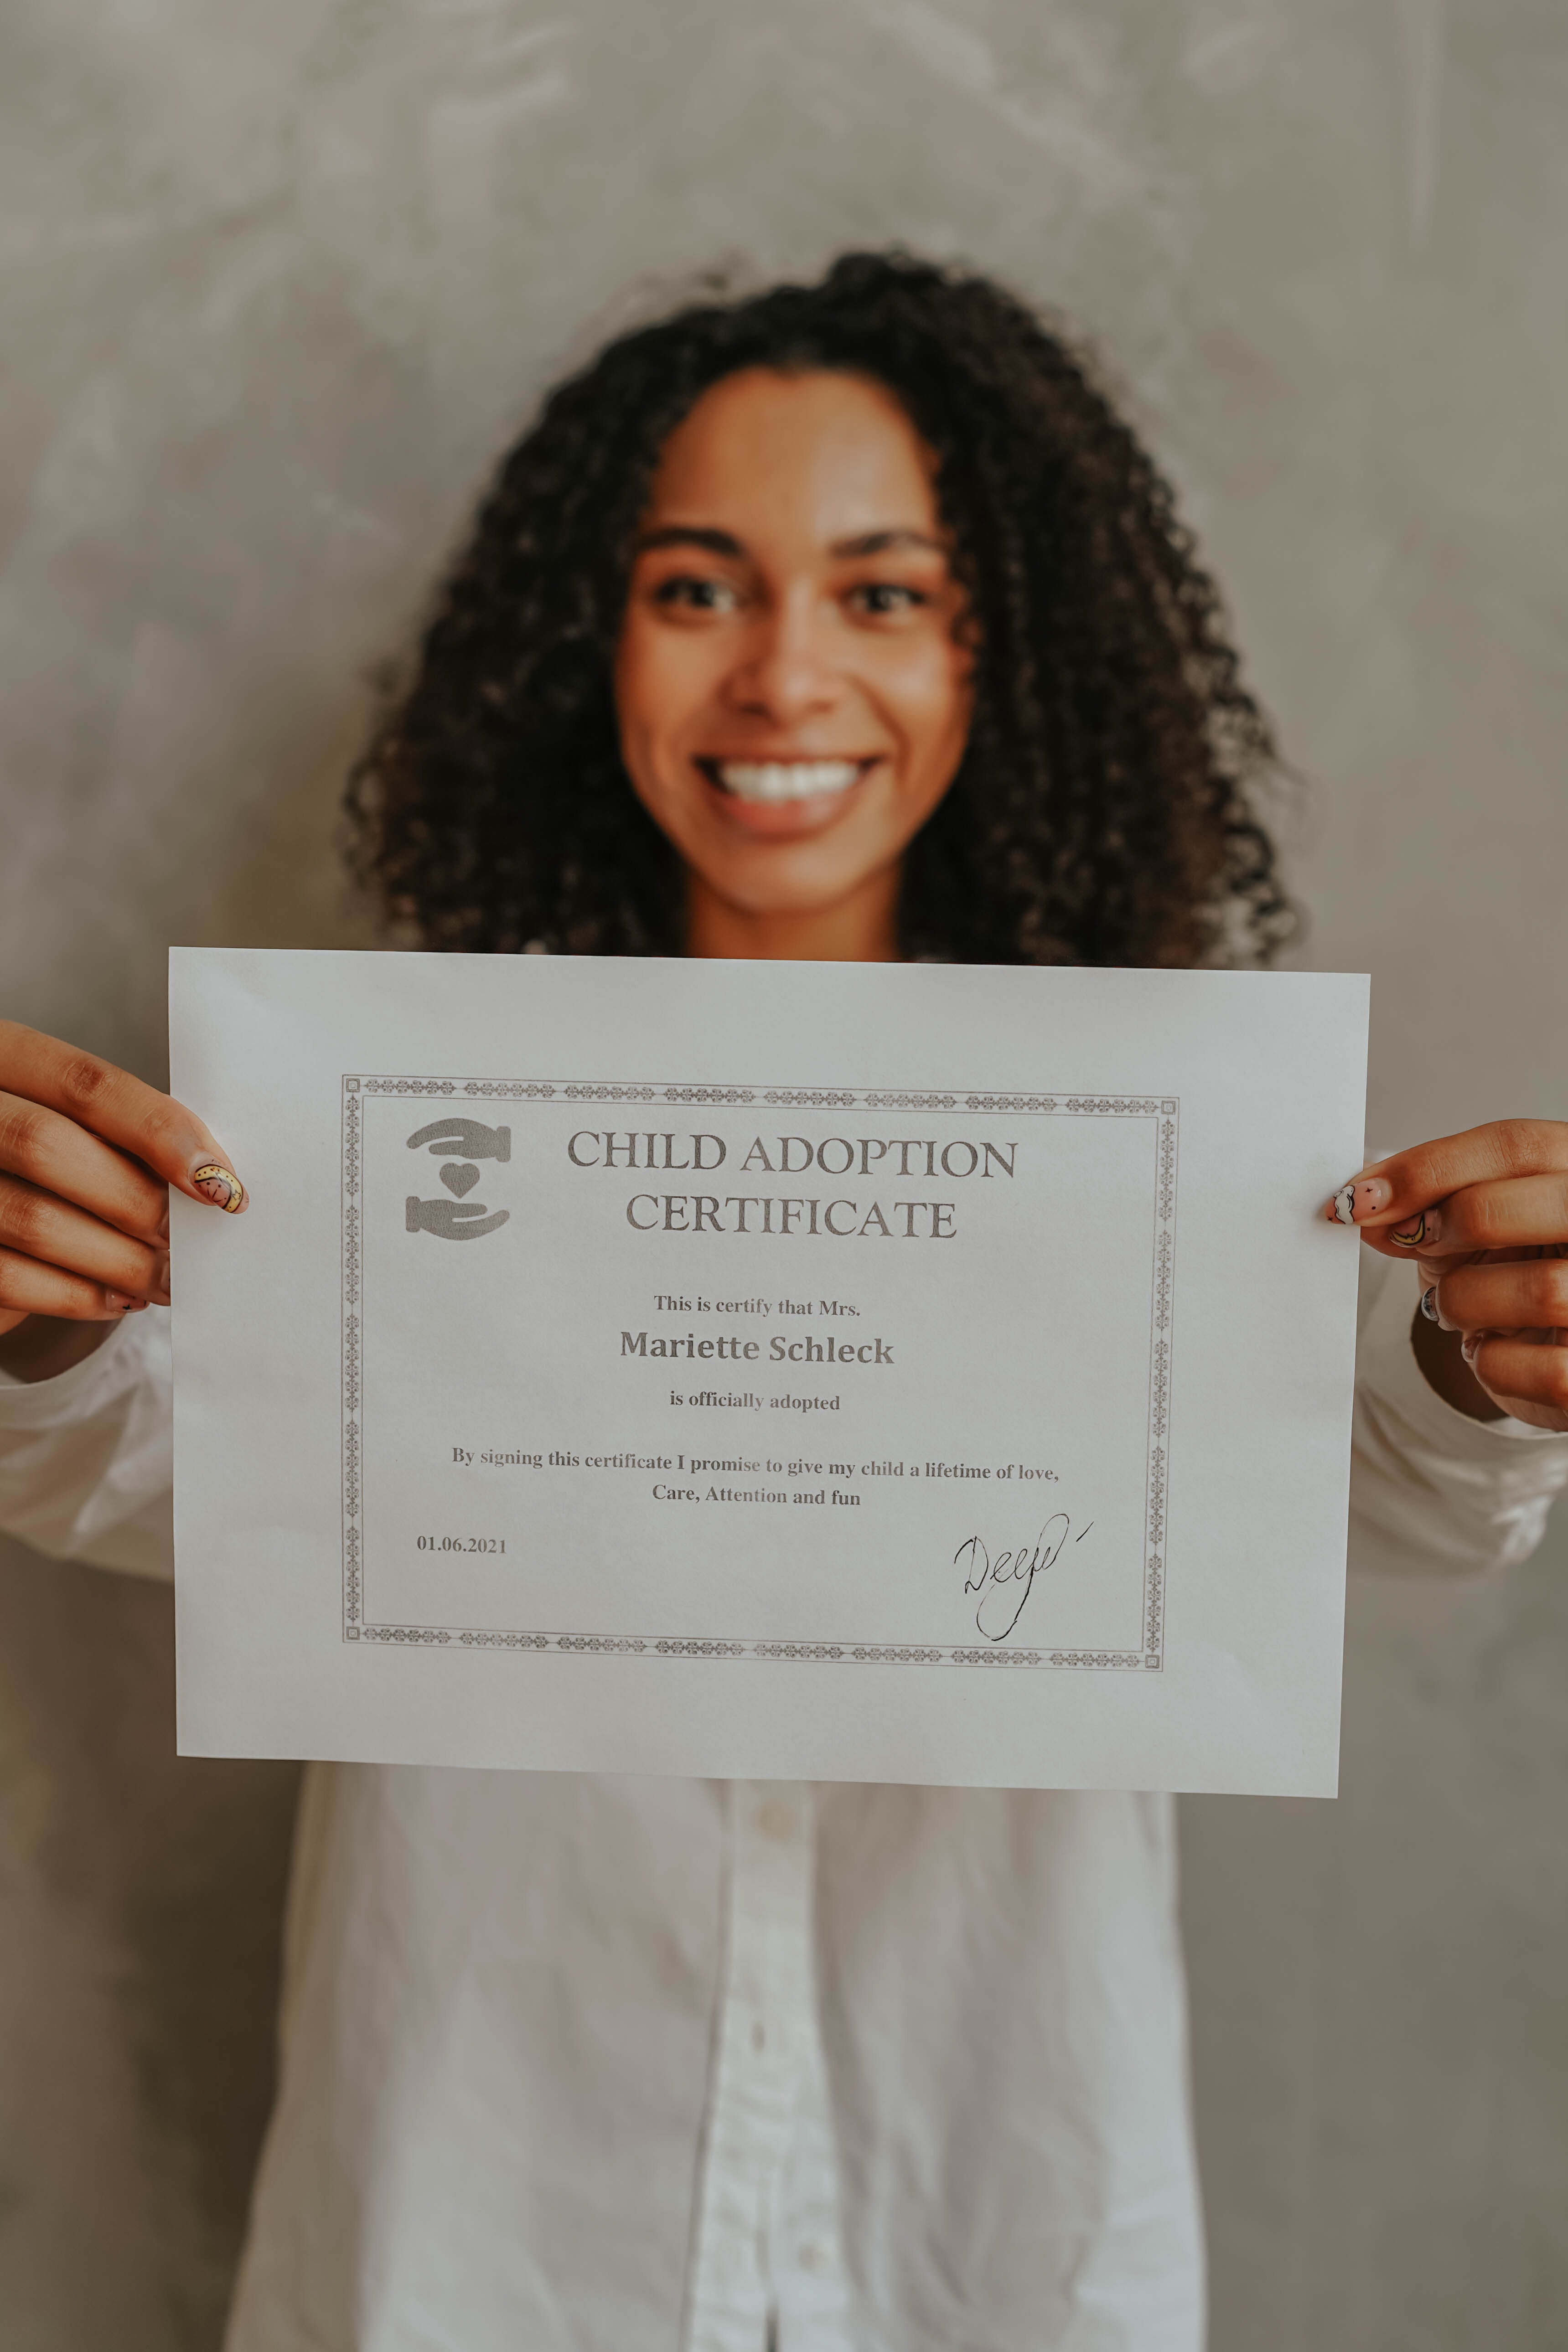 CHILD ADOPTION
CERTIFICATE
This is certify that Mrs.
Mariette Schleck
is officially adopted
By signing this certificate I promise to give my child a lifetime of love,
Care, Attention and fun
01.06.2021